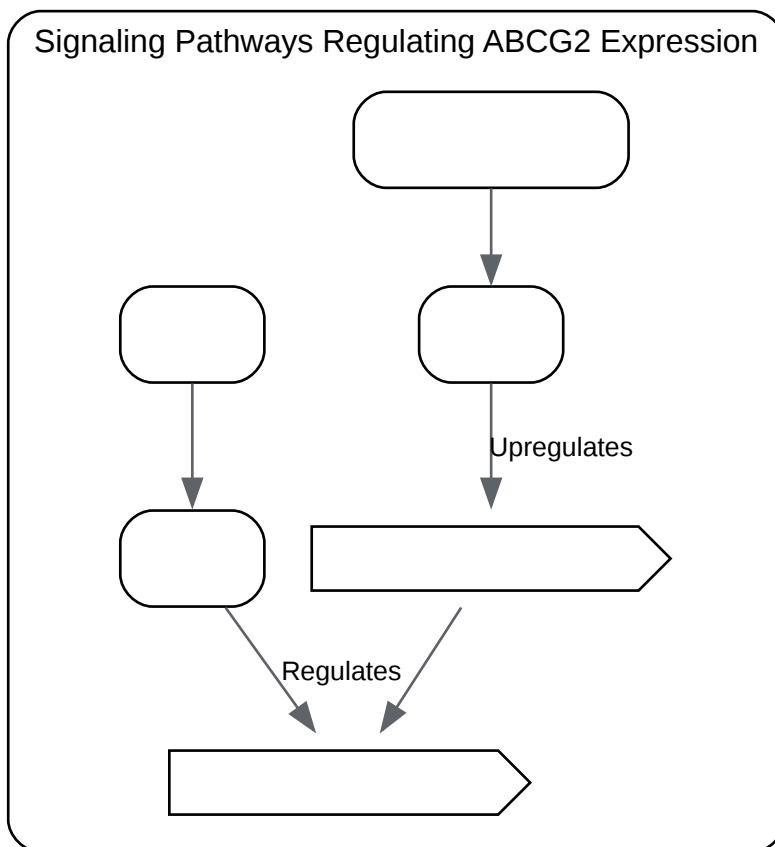 Signaling Pathways Regulating ABCG2 Expression
Upregulates
Regulates